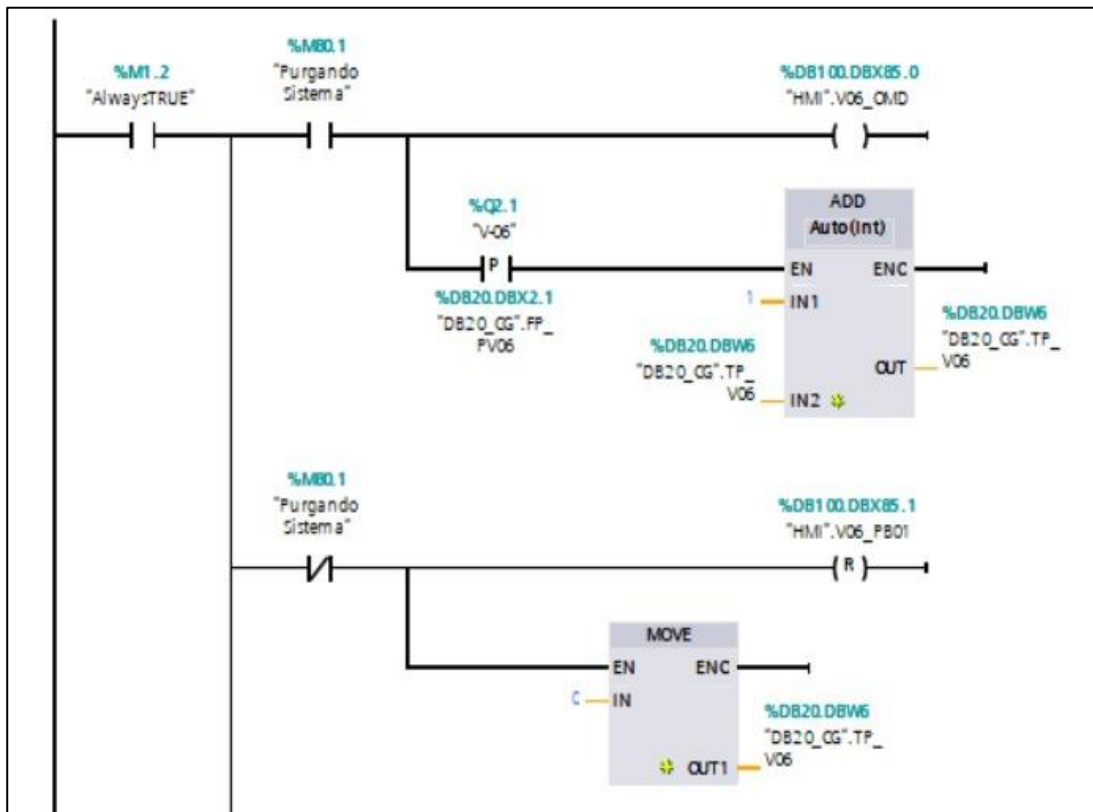 %M80.1
%M1.2
"Purgando
%DB100.DBX85.0
"AlwaysTRUE"
Sistema"
"HMI".V06_OMD
%Q2.1
ADD
"V-06"
Auto(Int)
P
EN
ENO
%DB20.DBX2.1
1
IN1
"DB20_CG".FP_
PV06
%DB20.DBW6
%DB20.DBW6
"DB20_CG".TP_
V06
"DB20_CG".TP_
V06
OUT
IN2
%M80.1
"Purgando
Sistema"
%DB100.DBX85.1
"HMI".V06_PB01
R
MOVE
EN
ENO
0
IN
%DB20.DBW6
"DB20_CG".TP_
V06
OUT1